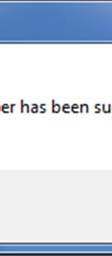 er has been su